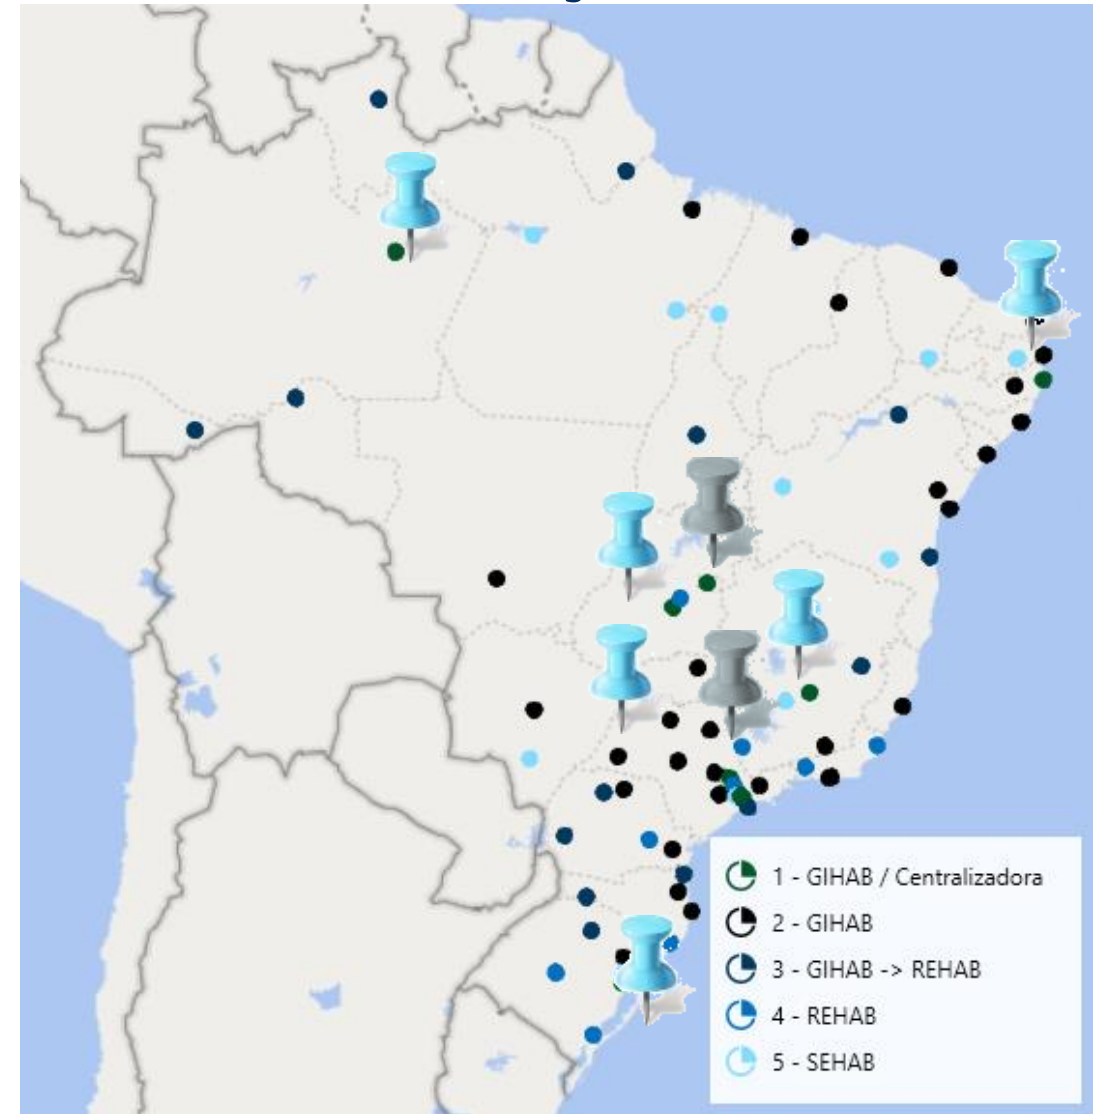 1 - GIHAB / Centralizadora
2 - GIHAB
3 - GIHAB -> REHAB
4 - REHAB
5 - SEHAB